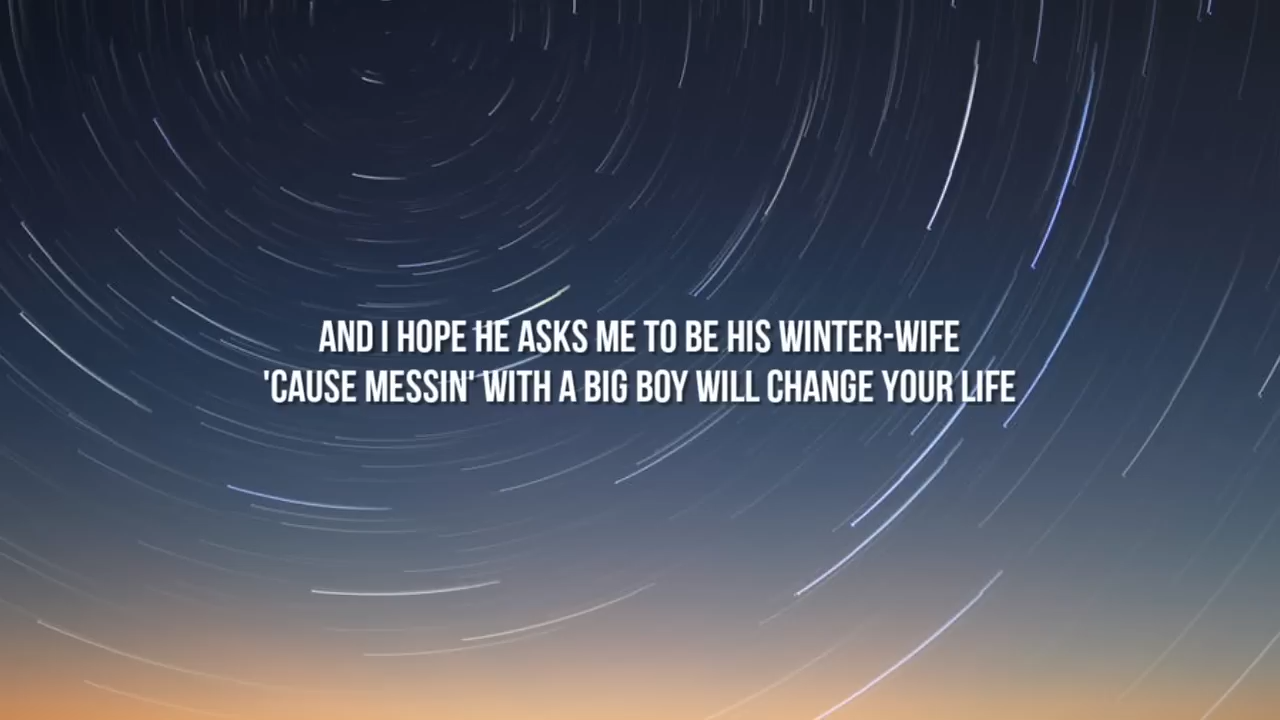 AND I HOPE HE ASKS ME TO BE HIS WINTER-WIFE
'CAUSE MESSIN' WITH A BIG BOY WILL CHANGE YOUR LIFE